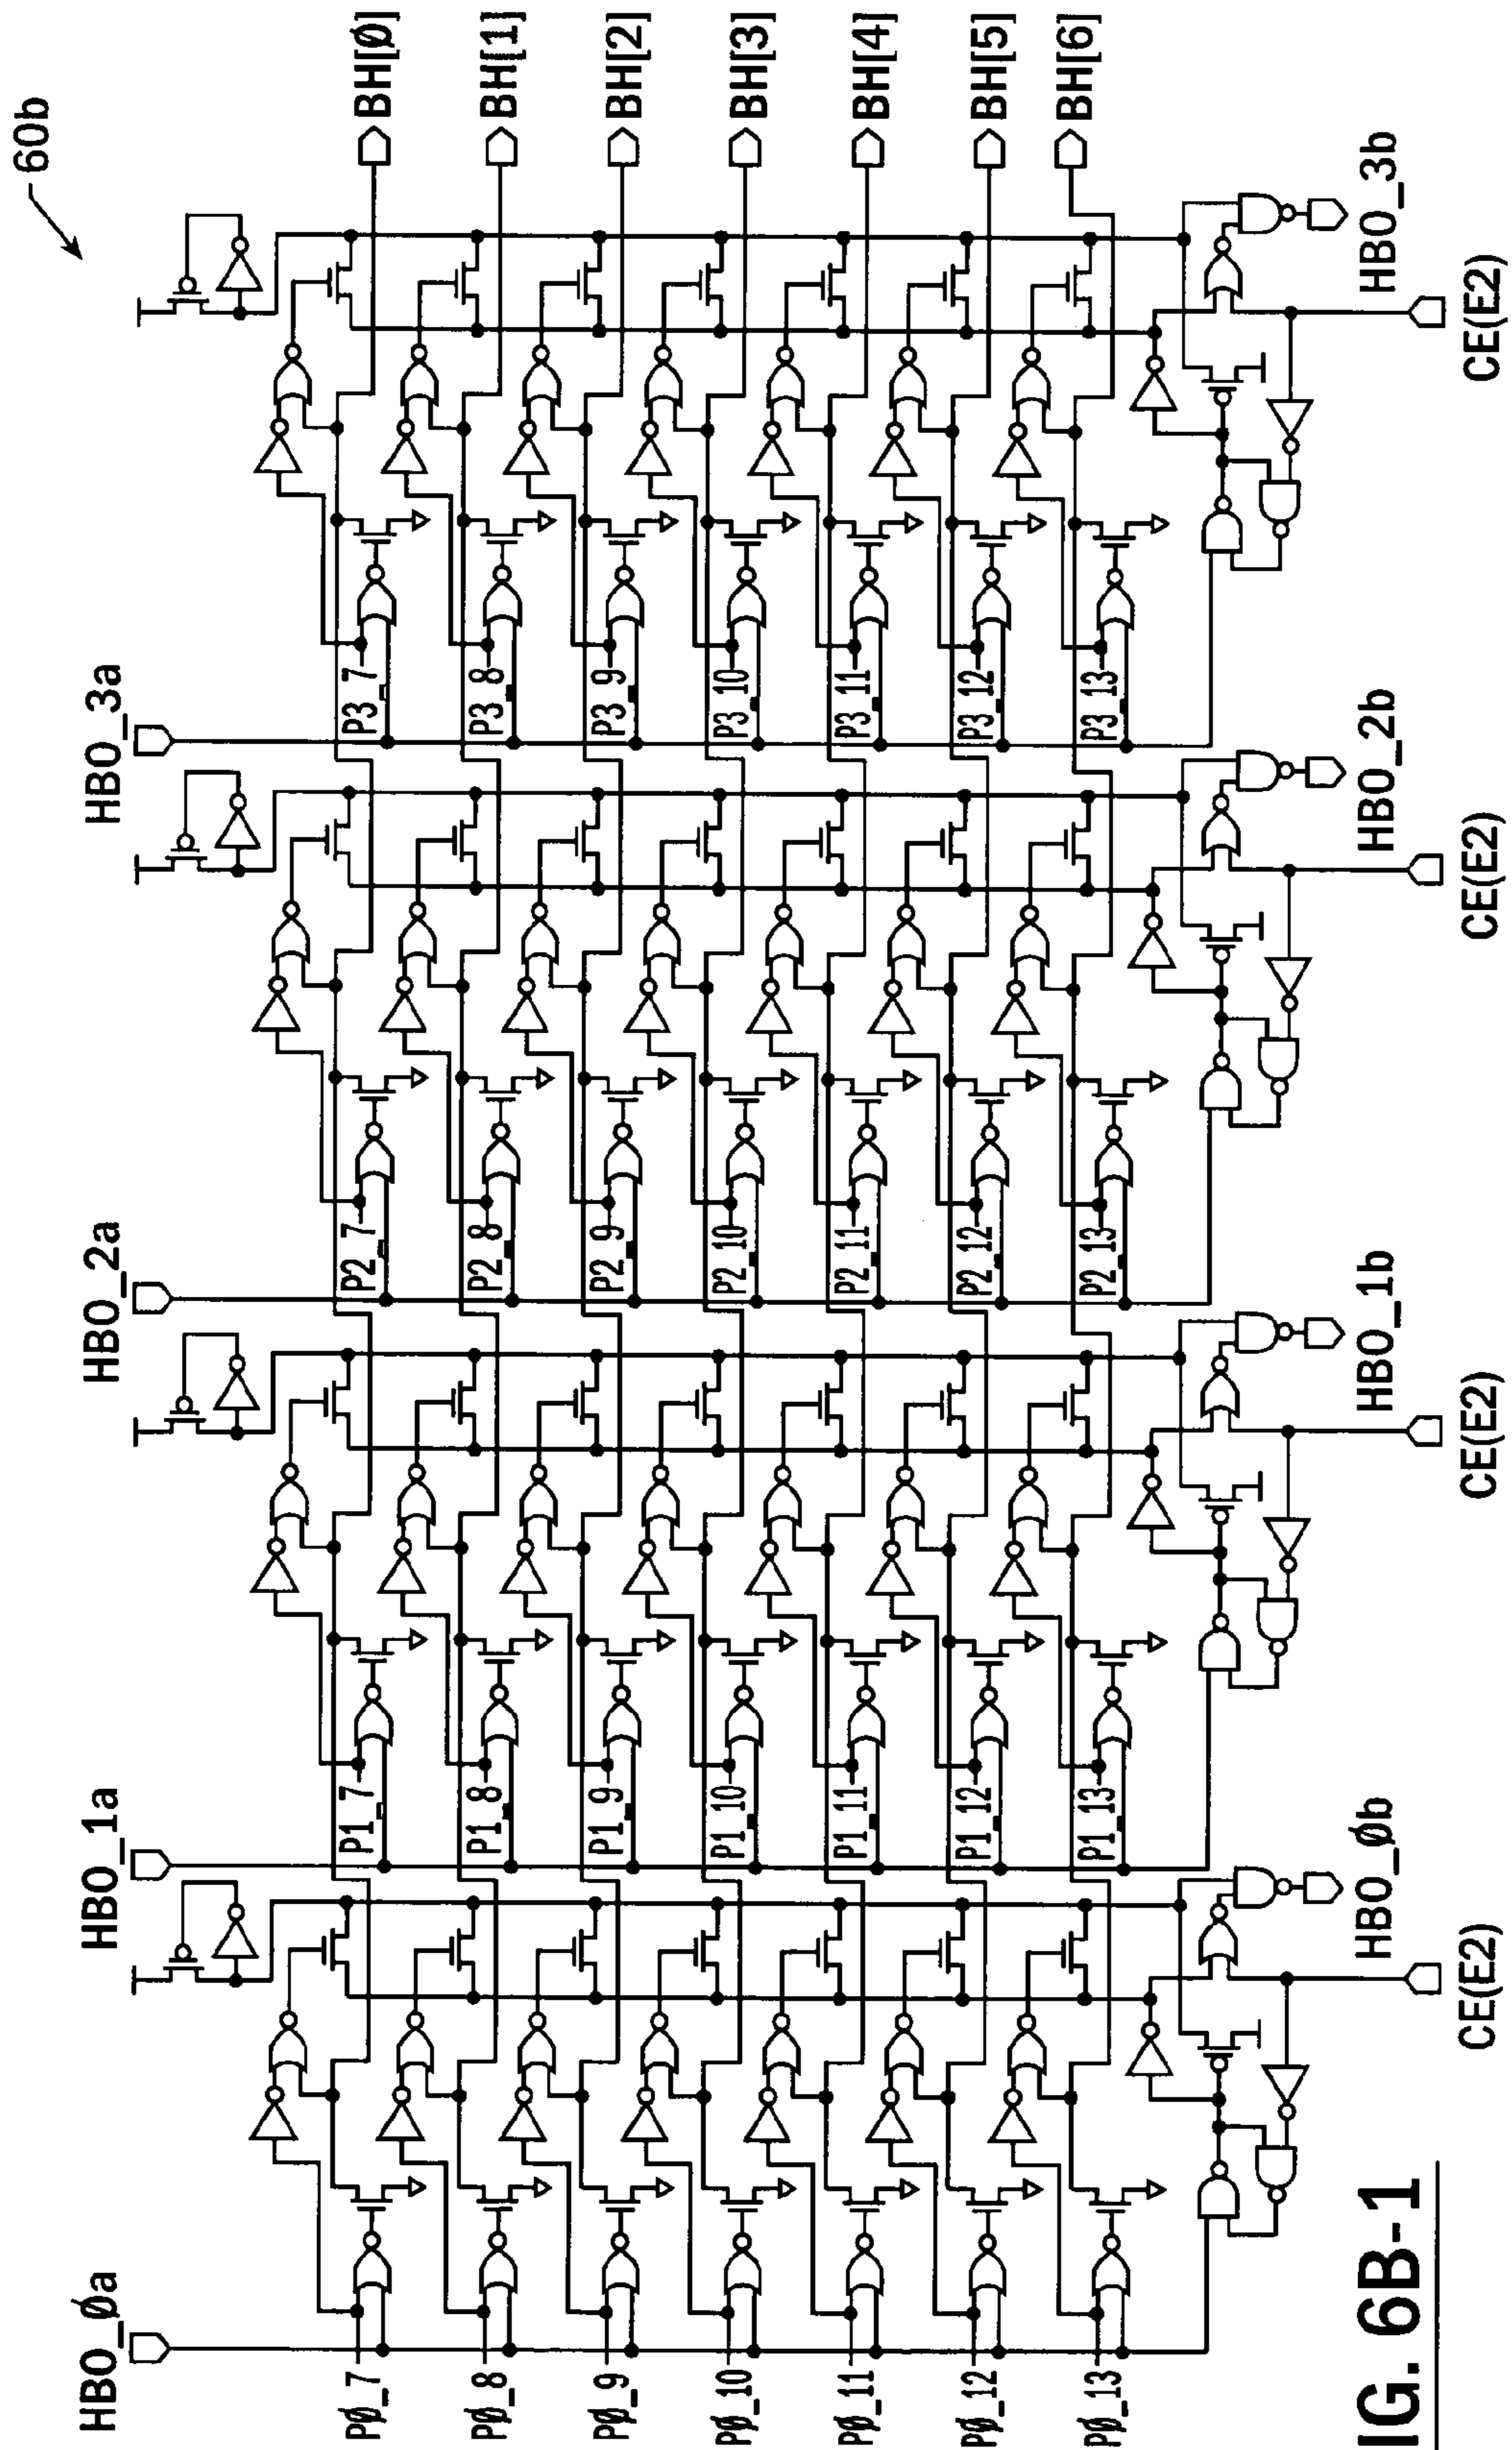 60b
HBO_Øa
HBO_1a
HBO_2a
HBO_3a
PØ_7
P1_7
P2_7
P3_7
BH[Ø]
PØ_8
P1_8
P2_8
P3_8
BH[1]
PØ_9
P1_9
P2_9
P3_9
BH[2]
PØ_10
P1_10
P2_10
P3_10
BH[3]
PØ_11
P1_11
P2_11
P3_11
BH[4]
PØ_12
P1_12
P2_12
P3_12
BH[5]
PØ_13
P1_13
P2_13
P3_13
BH[6]
HBO_Øb
HBO_1b
HBO_2b
HBO_3b
CE(E2)
CE(E2)
CE(E2)
CE(E2)
IG. 6B-1